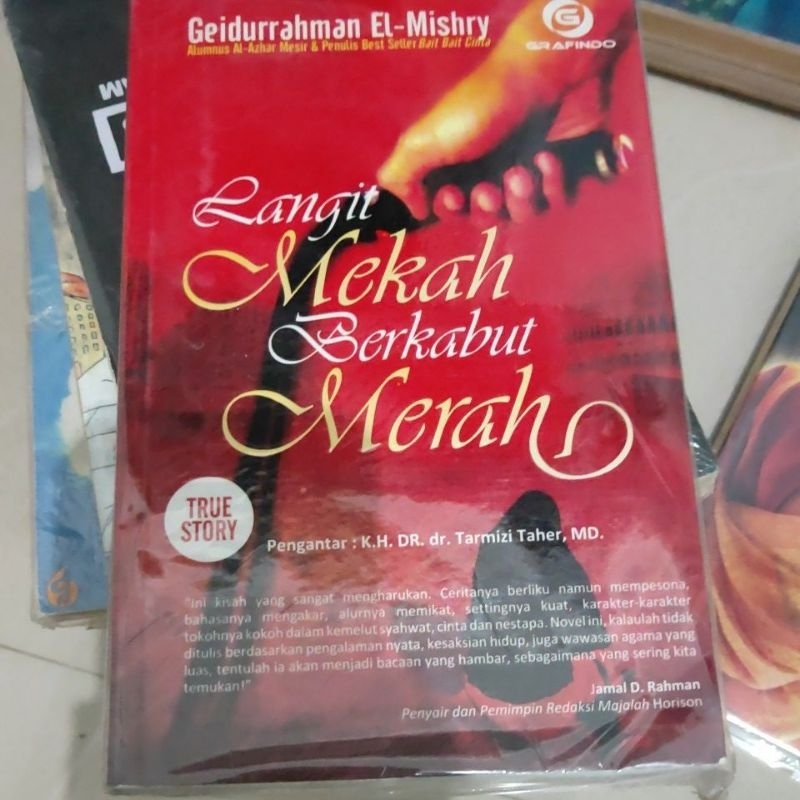 Geidurrahman El-Mishry
Alumnus Al-Azhar Mesir & Penulis Best Seller Bait Bait Cinta
G
GRAFINDO
Langit
Mekah
Berkabut
Merah
TRUE
STORY
Pengantar : K.H. DR. dr. Tarmizi Taher, MD.
"Ini kisah yang sangat mengharukan. Ceritanya berliku namun mempesona,
bahasanya mengakar, alurnya memikat, settingnya kuat, karakter-karakter
tokohnya kokoh dalam kemelut syahwat, cinta dan nestapa. Novel ini, kalaulah tidak
ditulis berdasarkan pengalaman nyata, kesaksian hidup, juga wawasan agama yang
luas, tentulah ia akan menjadi bacaan yang hambar, sebagaimana yang sering kita
temukan!"
Jamal D. Rahman
Penyair dan Pemimpin Redaksi Majalah Horison